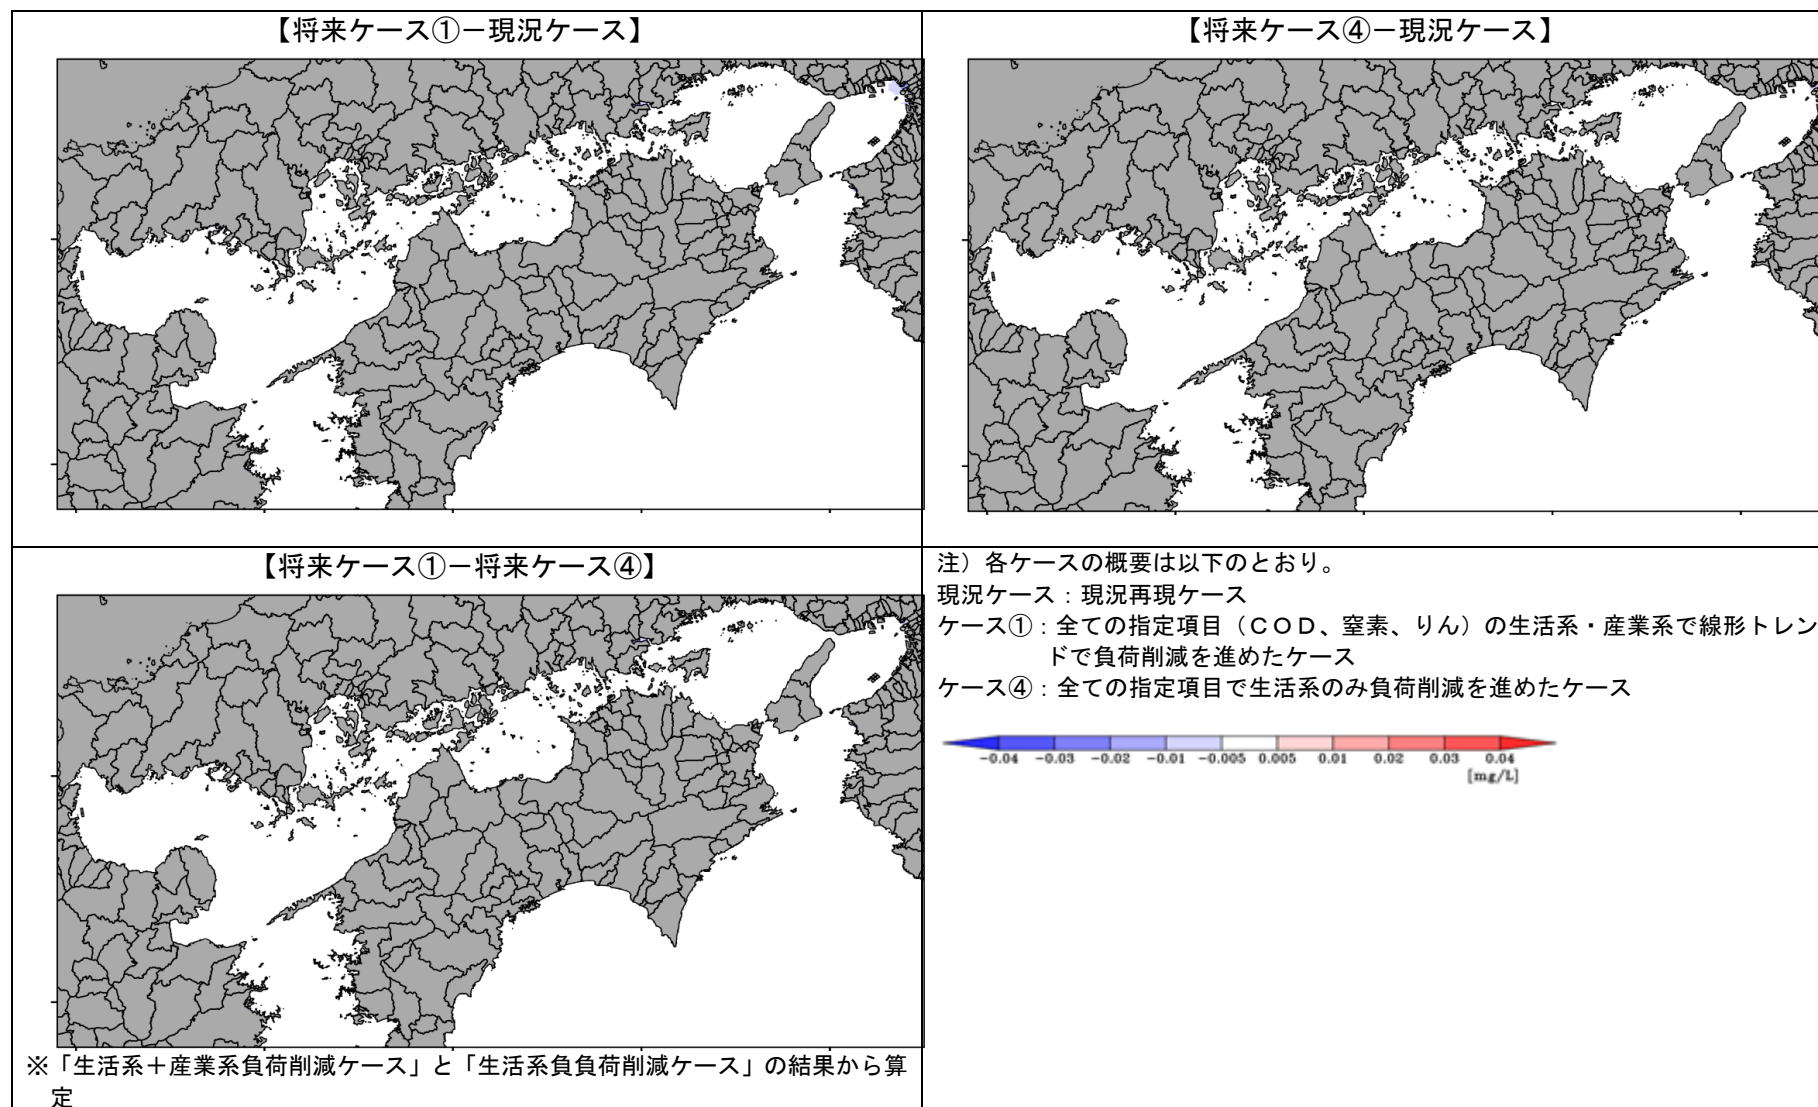 【将来ケース①－現況ケース】
【将来ケース④－現況ケース】
【将来ケース①－将来ケース④】
※「生活系＋産業系負荷削減ケース」と「生活系負負荷削減ケース」の結果から算
定
注）各ケースの概要は以下のとおり。
現況ケース：現況再現ケース
ケース①：全ての指定項目（ＣＯＤ、窒素、りん）の生活系・産業系で線形トレン
ドで負荷削減を進めたケース
ケース④：全ての指定項目で生活系のみ負荷削減を進めたケース
-0.04 -0.03 -0.02 -0.01 -0.005 0.005 0.01 0.02 0.03 0.04
[mg/L]